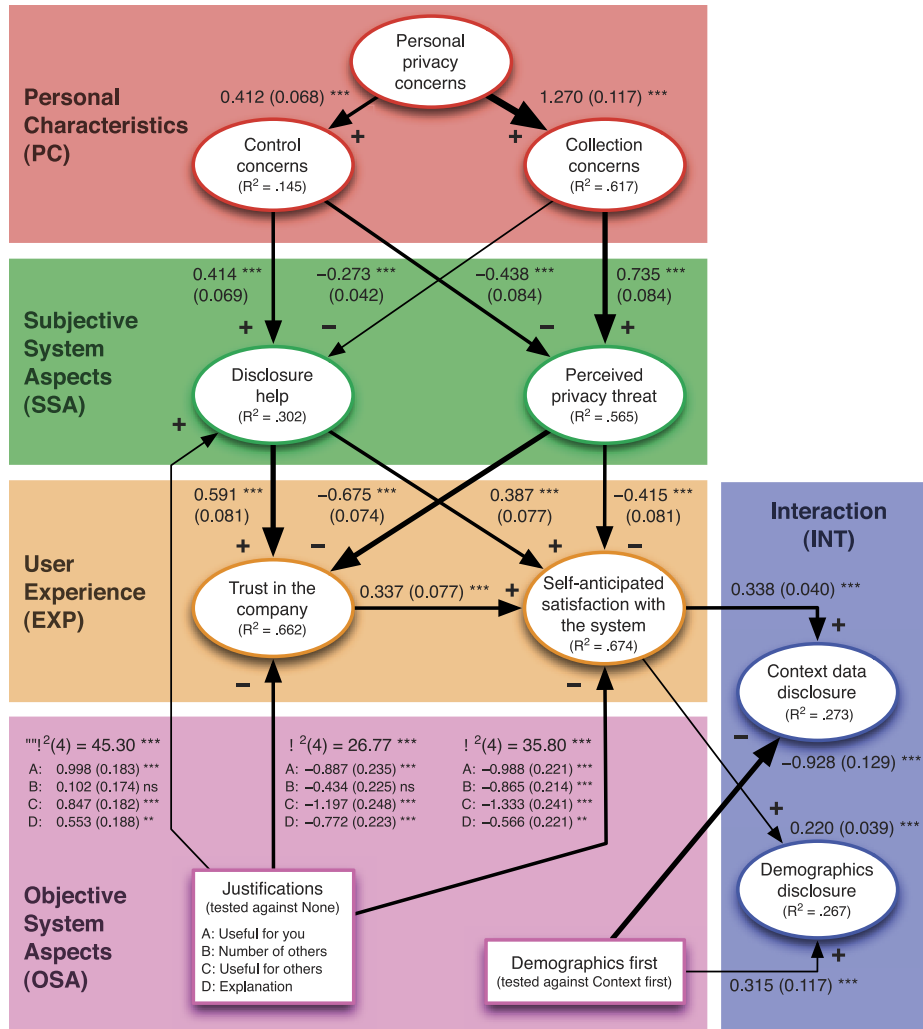 Personal
privacy
concerns
0.412 (0.068) ***
1.270 (0.117) ***
Personal
Characteristics
(PC)
+
+
Control
concerns
(R² = .145)
Collection
concerns
(R² = .617)
0.414 ***
(0.069)
−0.273 ***
(0.042)
−0.438 ***
(0.084)
0.735 ***
(0.084)
Subjective
System
Aspects
(SSA)
+
−
−
+
Disclosure
help
(R² = .302)
Perceived
privacy threat
(R² = .565)
+
0.591 ***
(0.081)
−0.675 ***
(0.074)
0.387 ***
(0.077)
−0.415 ***
(0.081)
Interaction
(INT)
User
Experience
(EXP)
+
−
+
−
Trust in the
company
(R² = .662)
0.337 (0.077) ***
+
Self-anticipated
satisfaction with
the system
(R² = .674)
0.338 (0.040) ***
+
−
−
Context data
disclosure
(R² = .273)
−
−0.928 (0.129) ***
""! ²(4) = 45.30 ***
A: 0.998 (0.183) ***
B: 0.102 (0.174) ns
C: 0.847 (0.182) ***
D: 0.553 (0.188) **
! ²(4) = 26.77 ***
A: −0.887 (0.235) ***
B: −0.434 (0.225) ns
C: −1.197 (0.248) ***
D: −0.772 (0.223) ***
! ²(4) = 35.80 ***
A: −0.988 (0.221) ***
B: −0.865 (0.214) ***
C: −1.333 (0.241) ***
D: −0.566 (0.221) **
+
0.220 (0.039) ***
Demographics
disclosure
(R² = .267)
+
0.315 (0.117) ***
Objective
System
Aspects
(OSA)
Justifications
(tested against None)
A: Useful for you
B: Number of others
C: Useful for others
D: Explanation
Demographics first
(tested against Context first)